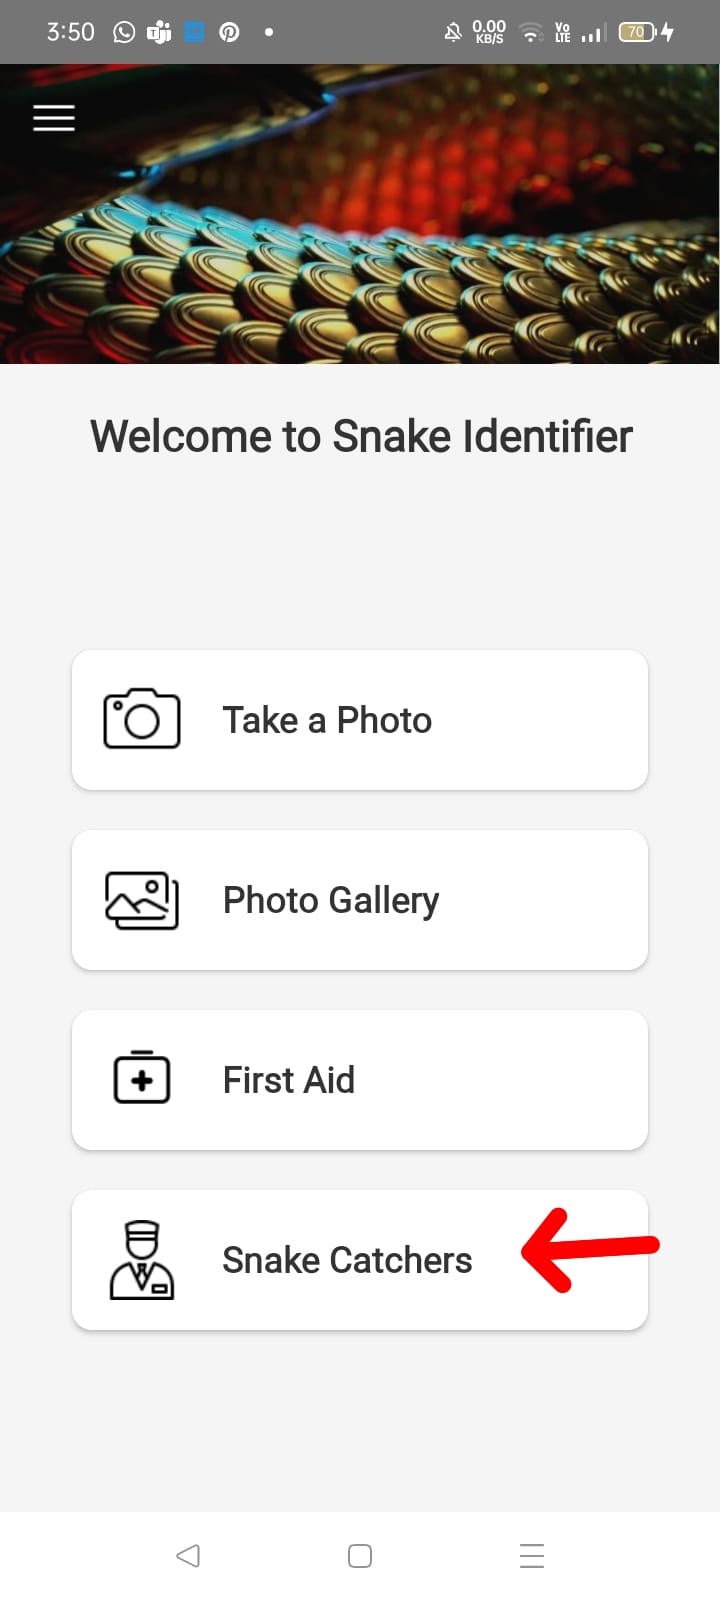 3:50 0.00 KB/S Vo LTE 70
Welcome to Snake Identifier
Take a Photo
Photo Gallery
First Aid
Snake Catchers